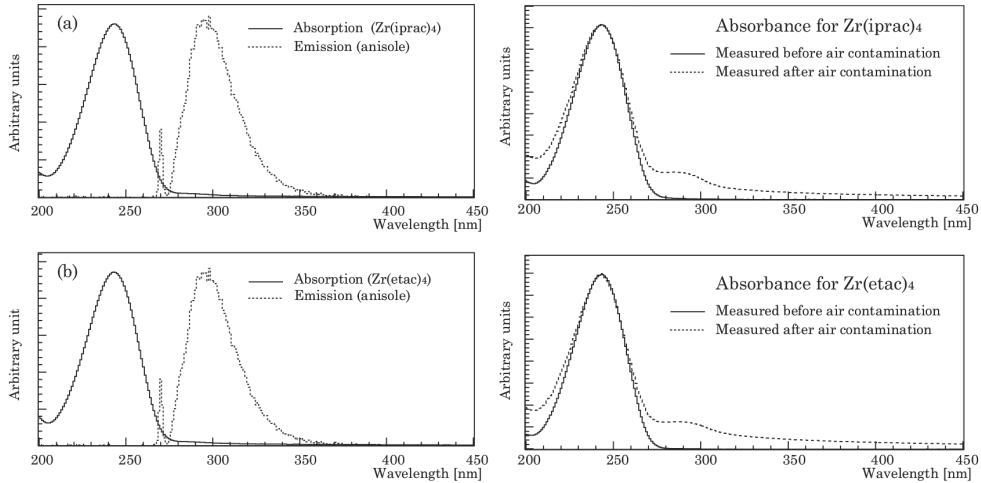 (a)
Absorption (Zr(iprac)4)
Emission (anisole)
Arbitrary units
200 250 300 350 400 450
Wavelength [nm]
Absorbance for Zr(iprac)4
Measured before air contamination
Measured after air contamination
Arbitrary units
200 250 300 350 400 450
Wavelength [nm]
(b)
Absorption (Zr(etac)4)
Emission (anisole)
Arbitrary unit
200 250 300 350 400 450
Wavelength [nm]
Absorbance for Zr(etac)4
Measured before air contamination
Measured after air contamination
Arbitrary units
200 250 300 350 400 450
Wavelength [nm]